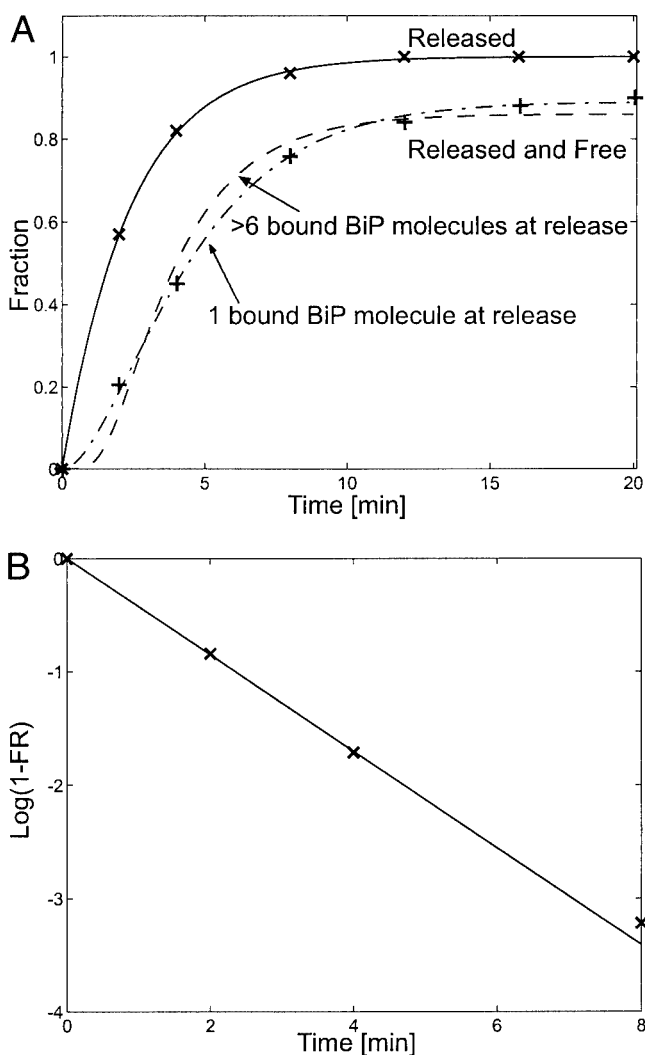 A
Released
Released and Free
>6 bound BiP molecules at release
1 bound BiP molecule at release
Fraction
1
0.8
0.6
0.4
0.2
0
0 5 10 15 20
Time [min]
B
Log(1-FR)
0
-1
-2
-3
-4
0 2 4 6 8
Time [min]